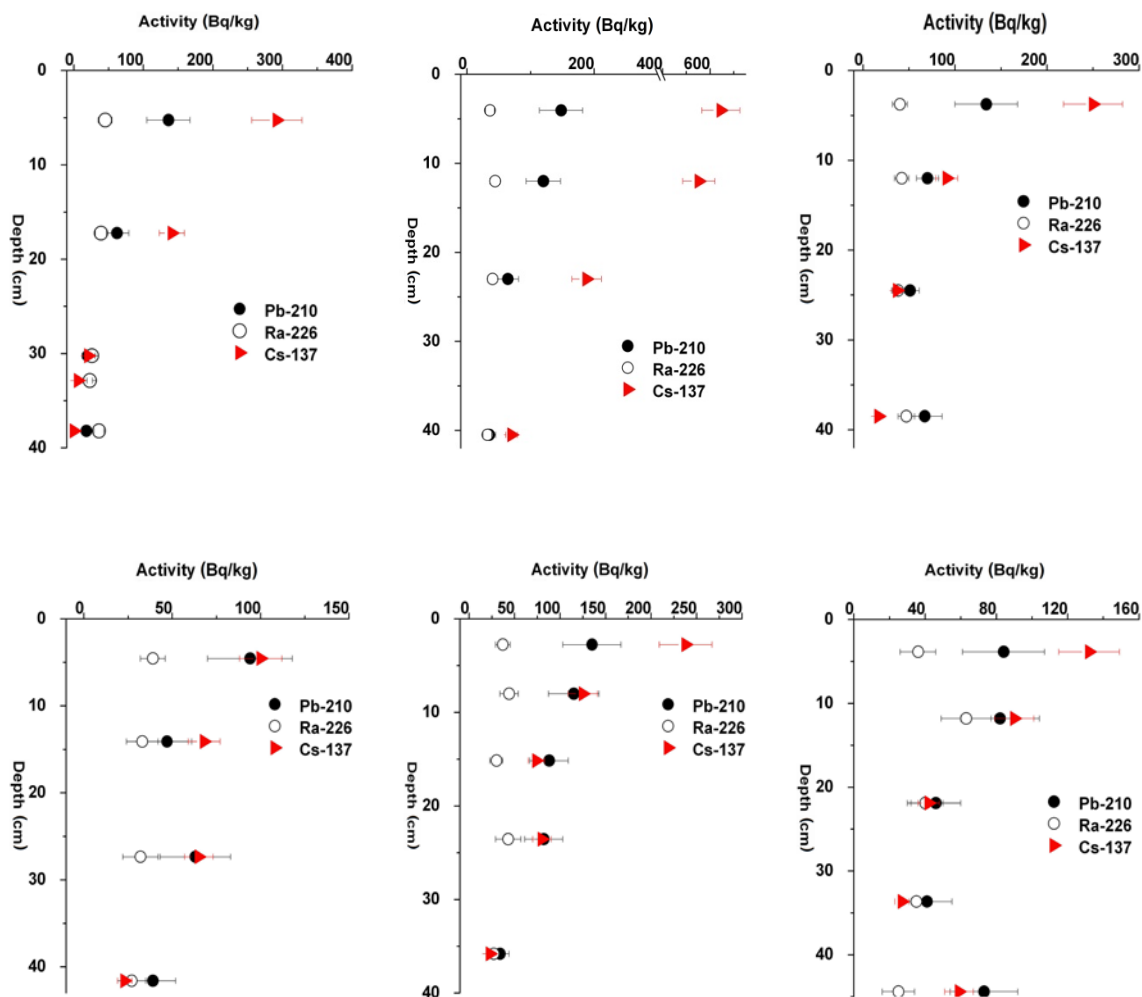 Activity (Bq/kg)
0 100 200 300 400
0
10
20
30
40
Depth (cm)
Pb-210
Ra-226
Cs-137
Activity (Bq/kg)
0 200 400 600
0
10
20
30
40
Depth (cm)
Pb-210
Ra-226
Cs-137
Activity (Bq/kg)
0 100 200 300
0
10
20
30
40
Depth (cm)
Pb-210
Ra-226
Cs-137
Activity (Bq/kg)
0 50 100 150
0
10
20
30
40
Depth (cm)
Pb-210
Ra-226
Cs-137
Activity (Bq/kg)
0 50 100 150 200 250 300
0
10
20
30
40
Depth (cm)
Pb-210
Ra-226
Cs-137
Activity (Bq/kg)
0 40 80 120 160
0
10
20
30
40
Depth (cm)
Pb-210
Ra-226
Cs-137